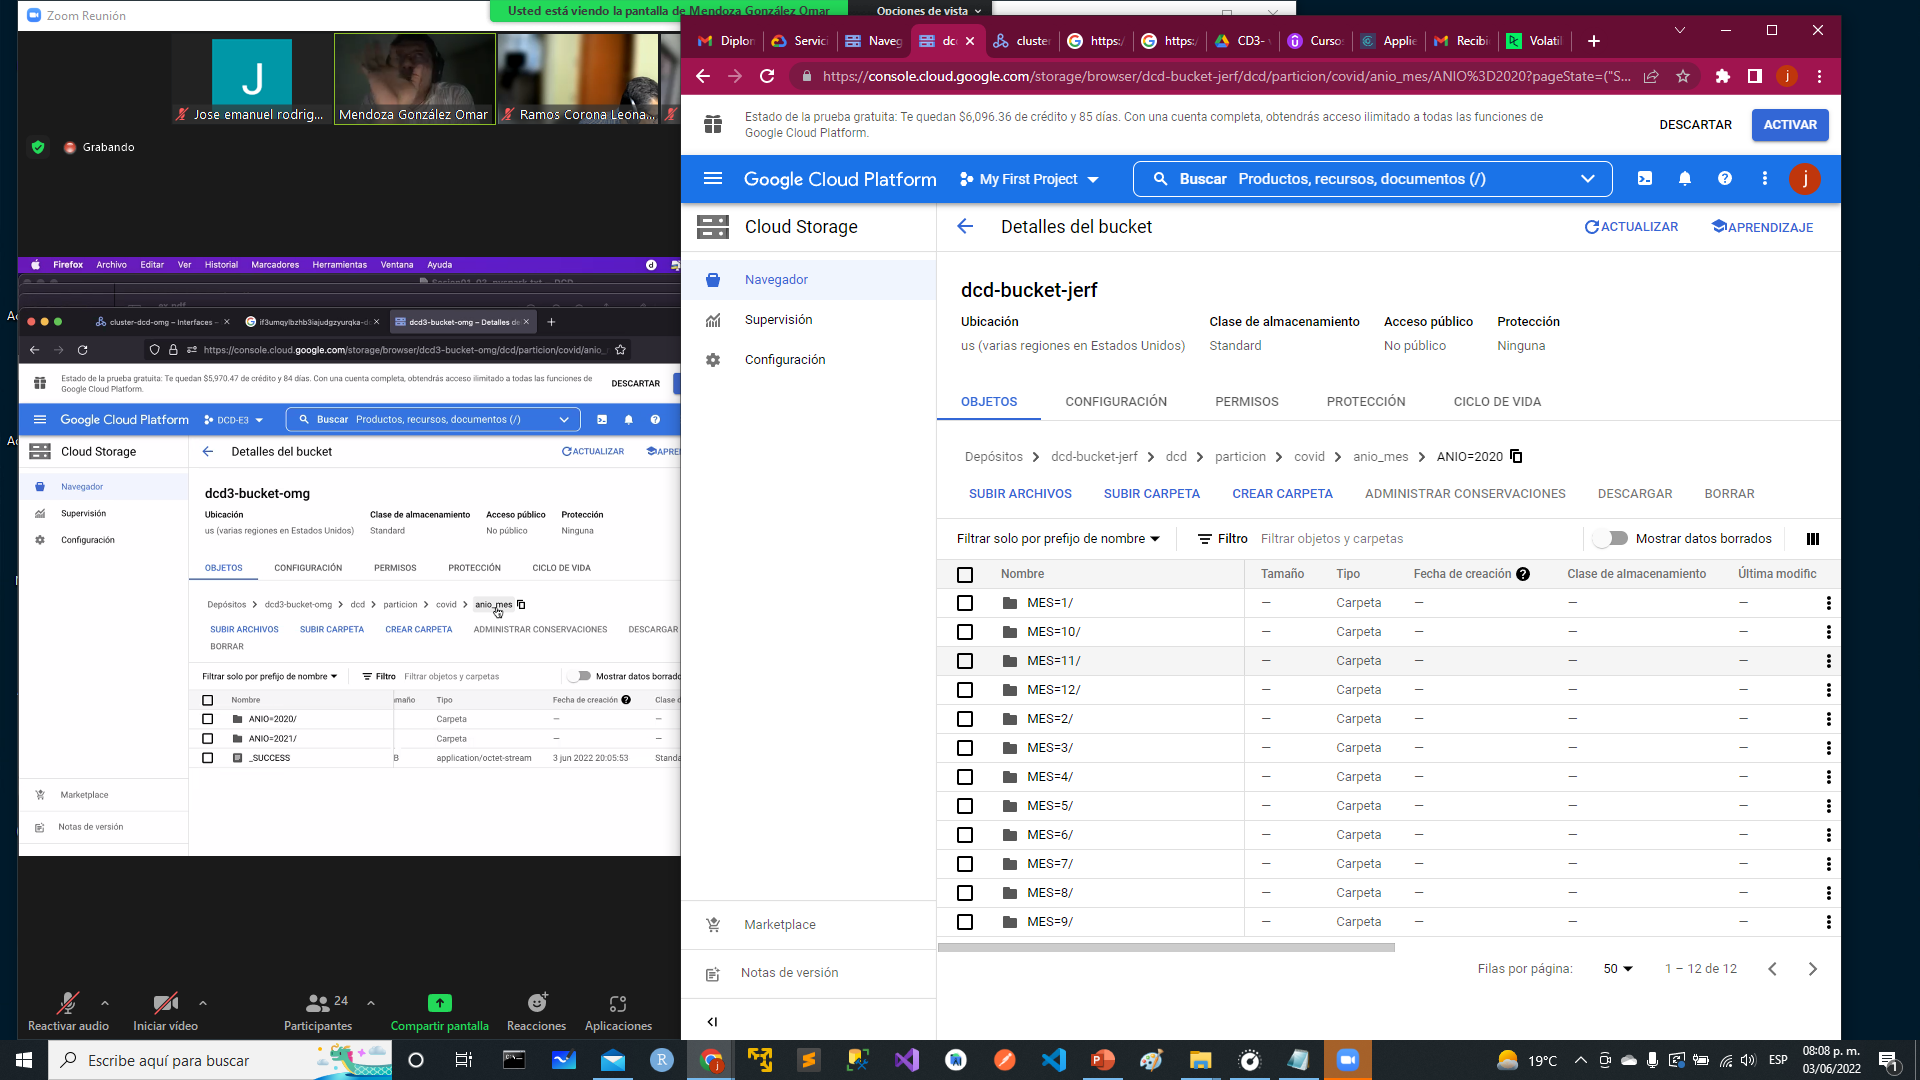 Zoom Reunión
Usted está viendo la pantalla de Mendoza González Omar
Opciones de vista
Jose emanuel rodrig...
Mendoza González Omar
Ramos Corona Leona...
Grabando
Firefox Archivo Editar Ver Historial Marcadores Herramientas Ventana Ayuda
cluster-dcd-omg – Interfaces –
if3umqylbzhb3iajudgzyurqka-d
dcd3-bucket-omg – Detalles de
https://console.cloud.google.com/storage/browser/dcd3-bucket-omg/dcd/particion/covid/anio_
Estado de la prueba gratuita: Te quedan $5,970.47 de crédito y 84 días. Con una cuenta completa, obtendrás acceso ilimitado a todas las funciones de
Google Cloud Platform.
DESCARTAR
Google Cloud Platform
DCD-E3
Buscar Productos, recursos, documentos (/)
Cloud Storage
Detalles del bucket
ACTUALIZAR
APRE
Navegador
Supervisión
Configuración
dcd3-bucket-omg
Ubicación Clase de almacenamiento Acceso público Protección
us (varias regiones en Estados Unidos) Standard No público Ninguna
OBJETOS CONFIGURACIÓN PERMISOS PROTECCIÓN CICLO DE VIDA
Depósitos > dcd3-bucket-omg > dcd > particion > covid > anio_mes
SUBIR ARCHIVOS SUBIR CARPETA CREAR CARPETA ADMINISTRAR CONSERVACIONES DESCARGAR
BORRAR
Filtrar solo por prefijo de nombre Filtro Filtrar objetos y carpetas Mostrar datos borrado
Nombre maño Tipo Fecha de creación Clase d
ANIO=2020/ Carpeta — —
ANIO=2021/ Carpeta — —
_SUCCESS B application/octet-stream 3 jun 2022 20:05:53 Standa
Marketplace
Notas de versión
Reactivar audio
Iniciar vídeo
24
Participantes
Compartir pantalla
Reacciones
Aplicaciones
Diplon
Servici
Naveg
dc
cluster
https:/
https:/
CD3-
Curso
Applie
Recibi
Volatil
https://console.cloud.google.com/storage/browser/dcd-bucket-jerf/dcd/particion/covid/anio_mes/ANIO%3D2020?pageState=("S...
Estado de la prueba gratuita: Te quedan $6,096.36 de crédito y 85 días. Con una cuenta completa, obtendrás acceso ilimitado a todas las funciones de
Google Cloud Platform.
DESCARTAR
ACTIVAR
Google Cloud Platform
My First Project
Buscar Productos, recursos, documentos (/)
Cloud Storage
Detalles del bucket
ACTUALIZAR
APRENDIZAJE
Navegador
Supervisión
Configuración
dcd-bucket-jerf
Ubicación Clase de almacenamiento Acceso público Protección
us (varias regiones en Estados Unidos) Standard No público Ninguna
OBJETOS CONFIGURACIÓN PERMISOS PROTECCIÓN CICLO DE VIDA
Depósitos > dcd-bucket-jerf > dcd > particion > covid > anio_mes > ANIO=2020
SUBIR ARCHIVOS SUBIR CARPETA CREAR CARPETA ADMINISTRAR CONSERVACIONES DESCARGAR BORRAR
Filtrar solo por prefijo de nombre Filtro Filtrar objetos y carpetas Mostrar datos borrados
Nombre Tamaño Tipo Fecha de creación Clase de almacenamiento Última modific
MES=1/ — Carpeta — — —
MES=10/ — Carpeta — — —
MES=11/ — Carpeta — — —
MES=12/ — Carpeta — — —
MES=2/ — Carpeta — — —
MES=3/ — Carpeta — — —
MES=4/ — Carpeta — — —
MES=5/ — Carpeta — — —
MES=6/ — Carpeta — — —
MES=7/ — Carpeta — — —
MES=8/ — Carpeta — — —
MES=9/ — Carpeta — — —
Filas por página: 50 1 – 12 de 12
Marketplace
Notas de versión
Escribe aquí para buscar
19°C
ESP
08:08 p. m.
03/06/2022